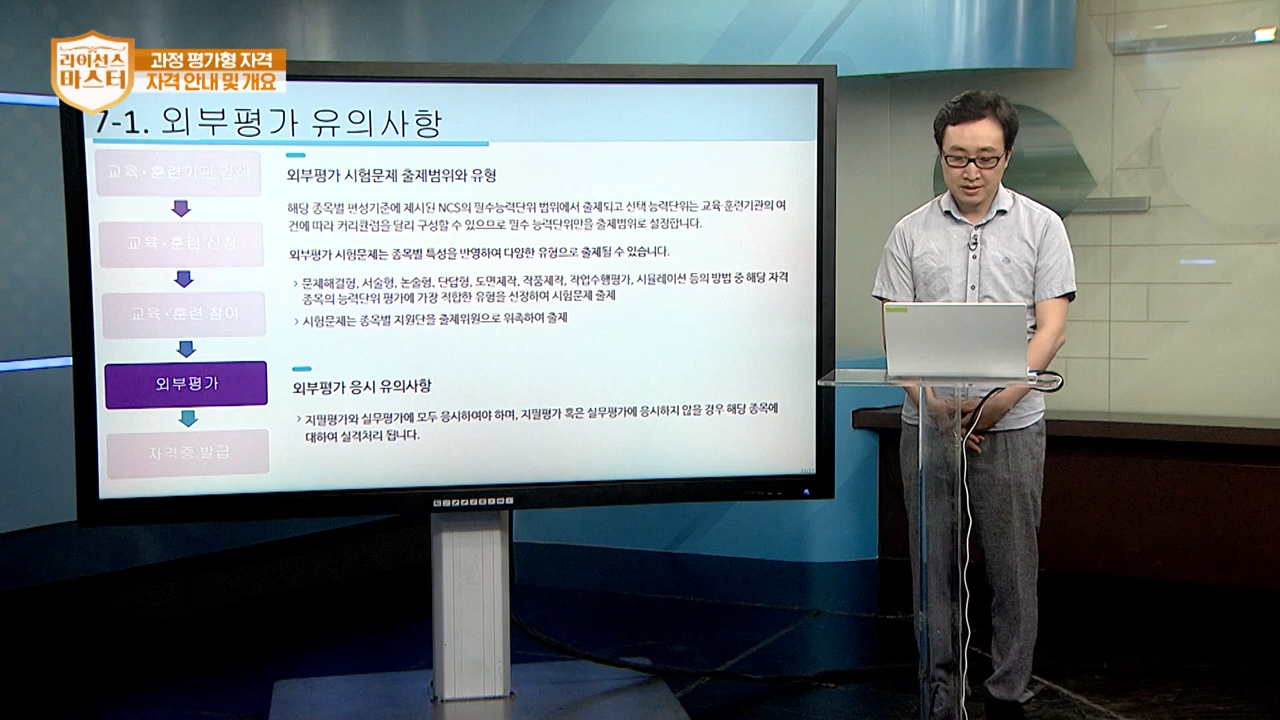 라이선스
마스터
과정 평가형 자격
자격 안내 및 개요
7-1. 외부평가 유의사항
교육·훈련기관 검색
교육·훈련 신청
교육·훈련 참여
외부평가
자격증 발급
외부평가 시험문제 출제범위와 유형
해당 종목별 편성기준에 제시된 NCS의 필수능력단위 범위에서 출제되고 선택 능력단위는 교육·훈련기관의 여
건에 따라 커리큘럼을 달리 구성할 수 있으므로 필수 능력단위만을 출제범위로 설정합니다.
외부평가 시험문제는 종목별 특성을 반영하여 다양한 유형으로 출제될 수 있습니다.
› 문제해결형, 서술형, 논술형, 단답형, 도면제작, 작품제작, 작업수행평가, 시뮬레이션 등의 방법 중 해당 자격
종목의 능력단위 평가에 가장 적합한 유형을 선정하여 시험문제 출제
› 시험문제는 종목별 지원단을 출제위원으로 위촉하여 출제
외부평가 응시 유의사항
› 지필평가와 실무평가에 모두 응시하여야 하며, 지필평가 혹은 실무평가에 응시하지 않을 경우 해당 종목에
대하여 실격처리 됩니다.